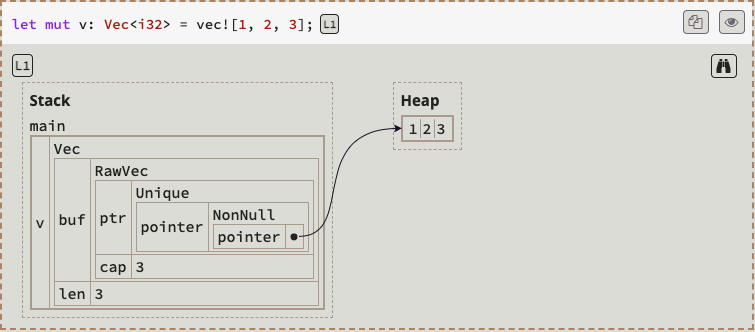 let mut v: Vec<i32> = vec![1, 2, 3]; L1
L1
Stack
Heap
main
1 2 3
Vec
RawVec
Unique
NonNull
v
buf
ptr
pointer
pointer
cap 3
len 3